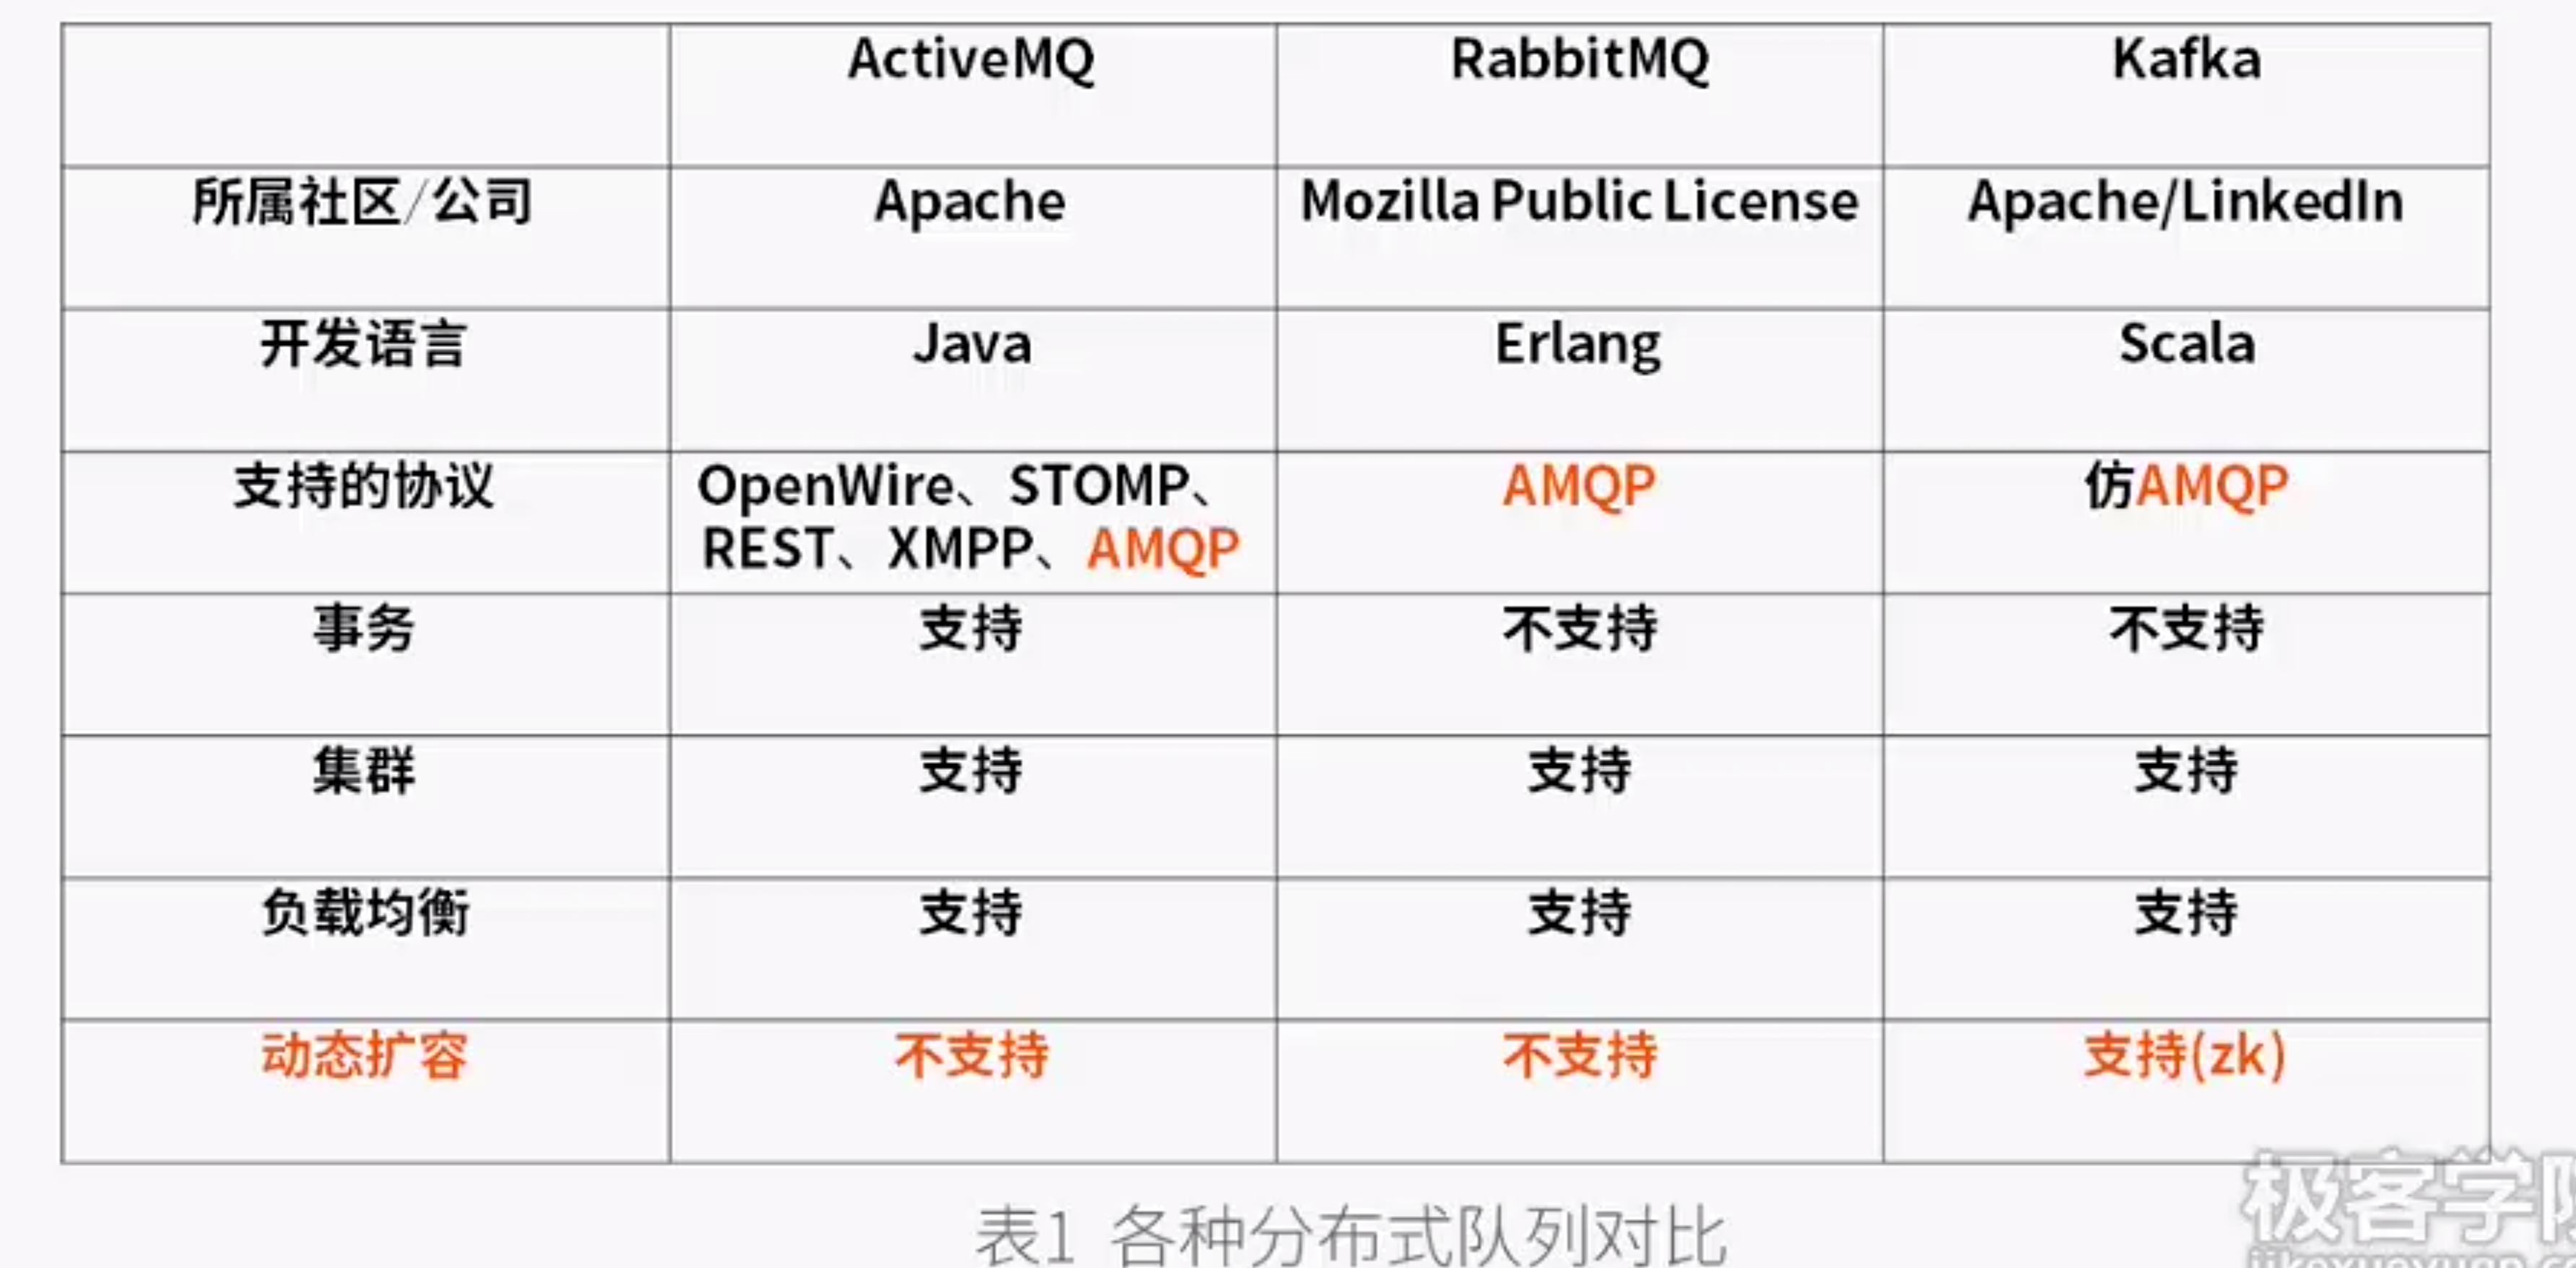 ActiveMQ RabbitMQ Kafka
所属社区/公司 Apache Mozilla Public License Apache/LinkedIn
开发语言 Java Erlang Scala
支持的协议 OpenWire、STOMP、 AMQP 仿AMQP
REST、XMPP、AMQP
事务 支持 不支持 不支持
集群 支持 支持 支持
负载均衡 支持 支持 支持
动态扩容 不支持 不支持 支持(zk)
表1 各种分布式队列对比
极客学